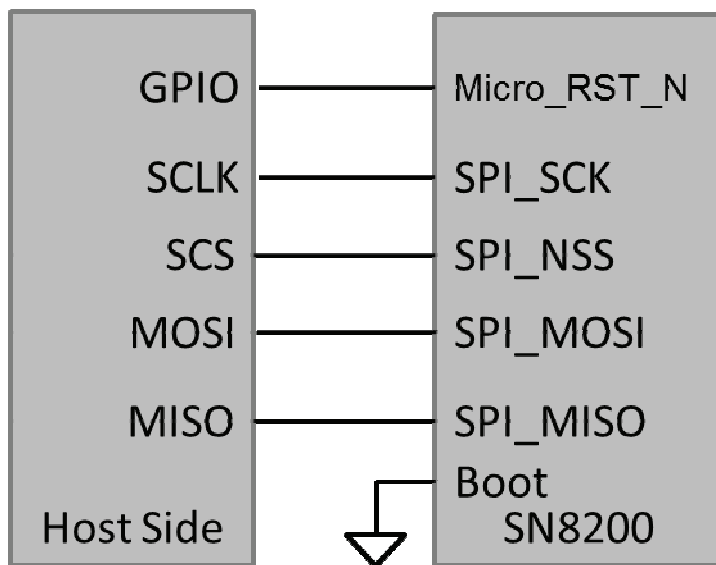 GPIO Micro_RST_N
SCLK SPI_SCK
SCS SPI_NSS
MOSI SPI_MOSI
MISO SPI_MISO
Boot
Host Side SN8200